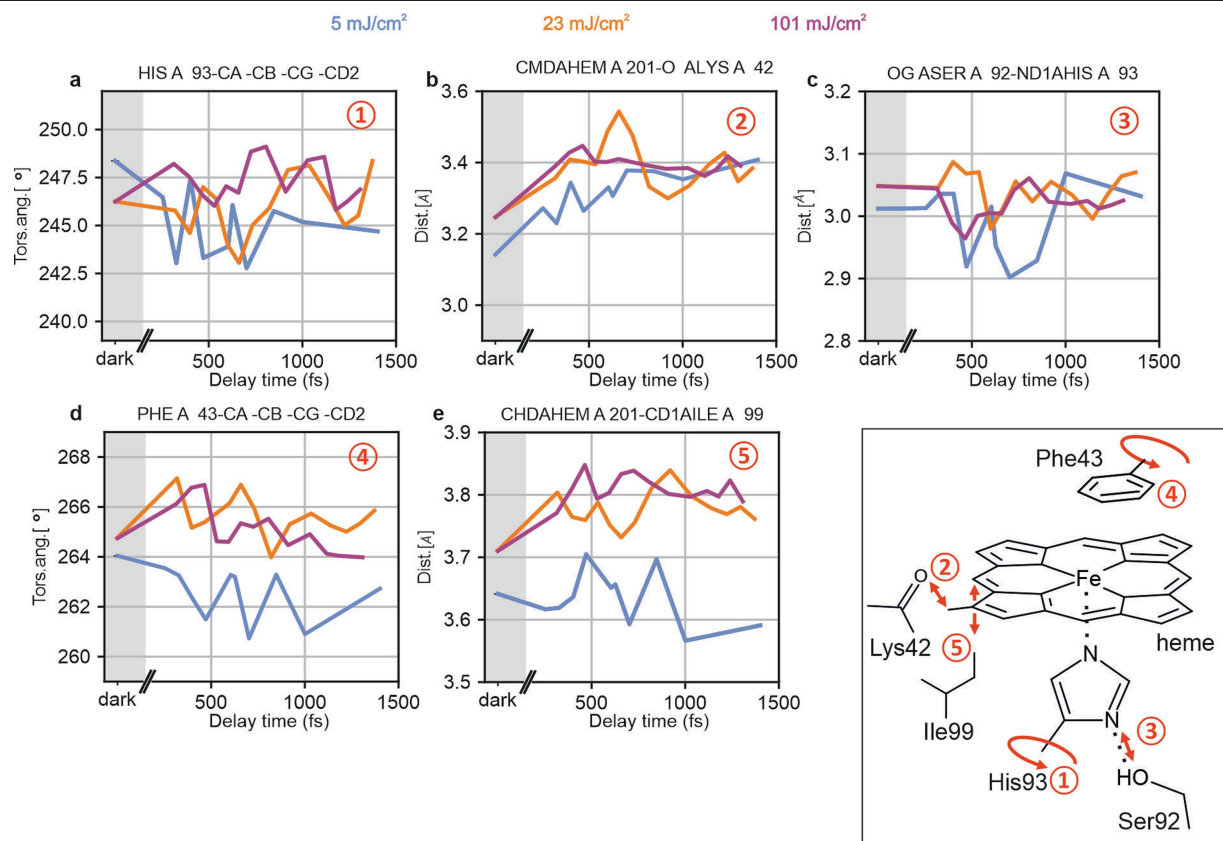 5 mJ/cm² 23 mJ/cm² 101 mJ/cm²
a HIS A 93-CA -CB -CG -CD2
1
Tors.ang.[ °]
250.0
247.5
245.0
242.5
240.0
dark 500 1000 1500
Delay time (fs)
b CMDAHEM A 201-O ALYS A 42
2
Dist.[Å]
3.6
3.4
3.2
3.0
dark 500 1000 1500
Delay time (fs)
c OG ASER A 92-ND1AHIS A 93
3
Dist.[Å]
3.2
3.1
3.0
2.9
2.8
dark 500 1000 1500
Delay time (fs)
d PHE A 43-CA -CB -CG -CD2
4
Tors.ang.[ °]
268
266
264
262
260
dark 500 1000 1500
Delay time (fs)
e CHDAHEM A 201-CD1AILE A 99
5
Dist.[Å]
3.9
3.8
3.7
3.6
3.5
dark 500 1000 1500
Delay time (fs)
Phe43
4
O 2
Fe
Lys42 5
heme
N
Ile99
N 3
His93 1
HO
Ser92